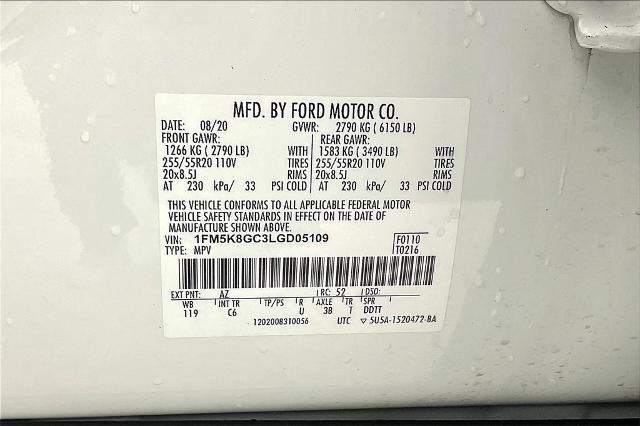 MFD. BY FORD MOTOR CO.
DATE: 08/20 GVWR: 2790 KG ( 6150 LB)
FRONT GAWR: REAR GAWR:
1266 KG ( 2790 LB) WITH 1583 KG ( 3490 LB) WITH
255/55R20 110V TIRES 255/55R20 110V TIRES
20x8.5J RIMS 20x8.5J RIMS
AT 230 kPa/ 33 PSI COLD AT 230 kPa/ 33 PSI COLD
THIS VEHICLE CONFORMS TO ALL APPLICABLE FEDERAL MOTOR
VEHICLE SAFETY STANDARDS IN EFFECT ON THE DATE OF
MANUFACTURE SHOWN ABOVE.
VIN: 1FM5K8GC3LGD05109 F0110
TYPE: MPV T0216
EXT PNT: AZ RC: 52 DSO:
WB INT TR TP/PS R AXLE TR SPR
119 C6 U 3B T DDTT
1202008310056 UTC ▽ 5U5A-1520472-BA